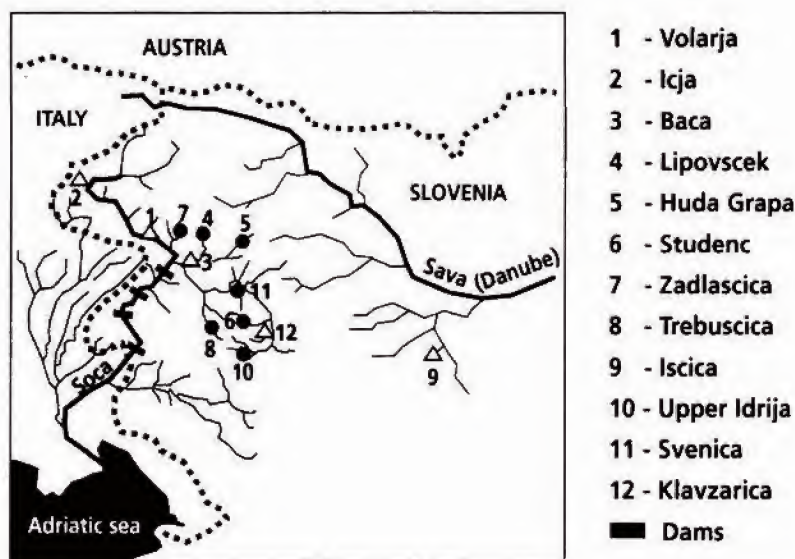 AUSTRIA
ITALY
SLOVENIA
Sava (Danube)
Soca
Adriatic sea
2
1
7
4
5
3
11
6
12
8
10
9
1 - Volarja
2 - Icja
3 - Baca
4 - Lipovscek
5 - Huda Grapa
6 - Studenc
7 - Zadlascica
8 - Trebuscica
9 - Iscica
10 - Upper Idrija
11 - Svenica
12 - Klavzarica
Dams